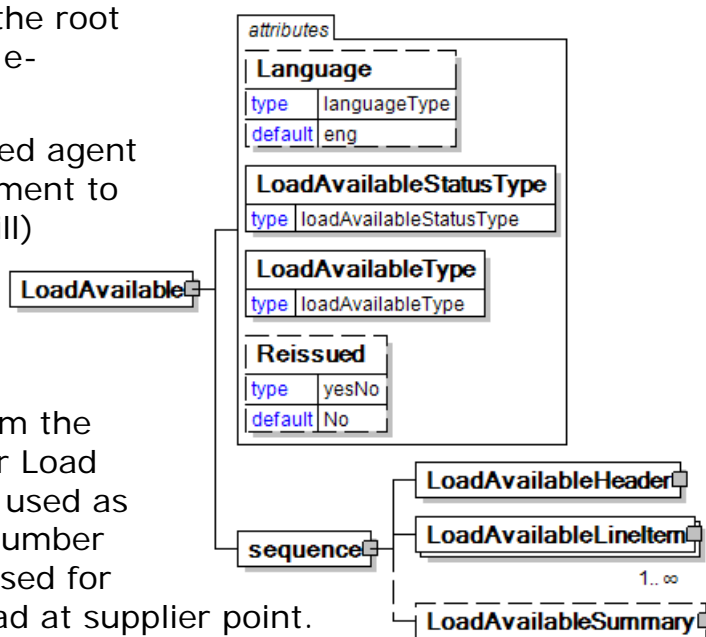 the root
e-
ed agent
ment to
ll)
m the
r Load
used as
umber
sed for
ad at supplier point.
LoadAvailable
attributes
Language
type languageType
default eng
LoadAvailableStatusType
type loadAvailableStatusType
LoadAvailableType
type loadAvailableType
Reissued
type yesNo
default No
sequence
LoadAvailableHeader
LoadAvailableLineItem
1.. ∞
LoadAvailableSummary